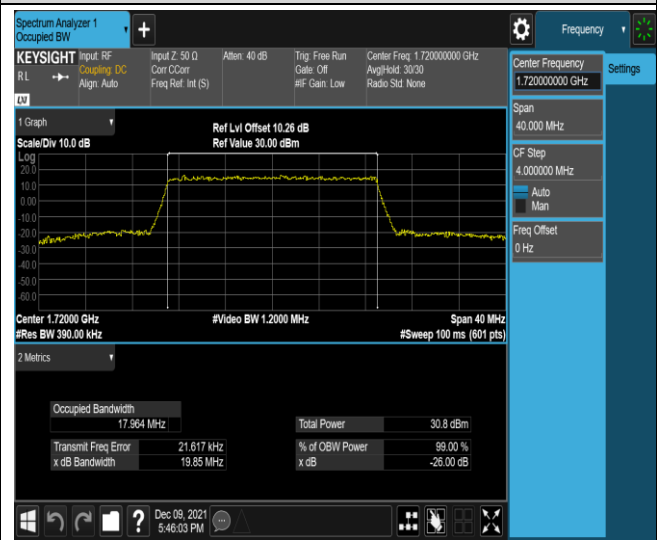 Spectrum Analyzer 1
Occupied BW
+
Frequency
KEYSIGHT
R L
LXI
Input: RF
Coupling: DC
Align: Auto
Input Z: 50 Ω
Corr CCorr
Freq Ref: Int (S)
Atten: 40 dB
Trig: Free Run
Gate: Off
#IF Gain: Low
Center Freq: 1.720000000 GHz
Avg|Hold: 30/30
Radio Std: None
Center Frequency
1.720000000 GHz
Settings
Span
40.000 MHz
CF Step
4.000000 MHz
Auto
Man
Freq Offset
0 Hz
1 Graph
Scale/Div 10.0 dB
Ref Lvl Offset 10.26 dB
Ref Value 30.00 dBm
Log
20.0
10.0
0.00
-10.0
-20.0
-30.0
-40.0
-50.0
-60.0
Center 1.72000 GHz
#Video BW 1.2000 MHz
Span 40 MHz
#Res BW 390.00 kHz
#Sweep 100 ms (601 pts)
2 Metrics
Occupied Bandwidth
17.964 MHz
Total Power 30.8 dBm
Transmit Freq Error 21.617 kHz
% of OBW Power 99.00 %
x dB Bandwidth 19.85 MHz
x dB -26.00 dB
?
Dec 09, 2021
5:46:03 PM